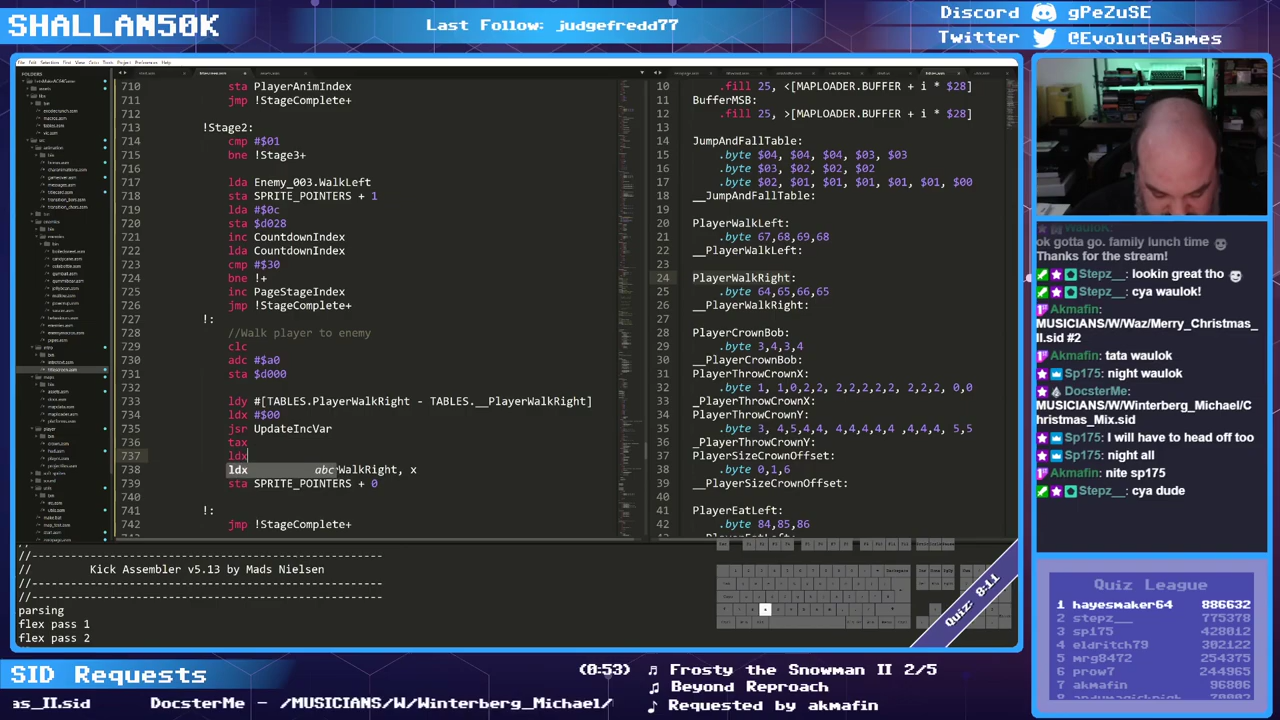 SHALLAN50K
Last Follow: judgefredd77
Discord gPeZuSE
Twitter @EvoluteGames
FOLDERS
710 sta PlayerAnimIndex
711 jmp !StageComplete+
712
713 !Stage2:
714 cmp #$01
715 bne !Stage3+
716
717 lda Enemy_003.WalkLeft
718 sta SPRITE_POINTERS + 1
719 lda #$0c
720 sta $d028
721 inc CountdownIndex
722 lda CountdownIndex
723 cmp #$30
724 bne !+
725 inc PageStageIndex
726 jmp !StageComplete+
727 !:
728 //Walk player to enemy
729 clc
730 adc #$a0
731 sta $d000
732
733 ldy #[TABLES.PlayerWalkRight - TABLES.__PlayerWalkRight]
734 ldx #$00
735 jsr UpdateIncVar
736 tax
737 ldx
738 ldx abc WalkRight, x
739 sta SPRITE_POINTERS + 0
740
741 !:
742 jmp !StageComplete+
10 .fill 25, <[MAPLOADER.BUFFER + i * $28]
11 BufferMSB:
12 .fill 25, >[MAPLOADER.BUFFER + i * $28]
13
14 JumpAndFallTable:
15 .byte $04, $04, $04, $03, $03
16 .byte $03, $02, $02, $02
17 .byte $02, $01, $01, $01, $01, $00
18 __JumpAndFallTable:
19
20 PlayerWalkLeft:
21 .byte 67,68,69,68
22 __PlayerWalkLeft:
23
24 PlayerWalkRight:
25 .byte 64,65,66,65
26 __PlayerWalkRight:
27
28 PlayerCrownBob:
29 .byte 3,4,3,4
30 __PlayerCrownBob:
31 PlayerThrowCrownX:
32 .byte 1, 1,0,2,2, 2,2,2,2,2, 2,2,2, 0,0
33 _PlayerThrowCrownX:
34 PlayerThrowCrownY:
35 .byte 3, 4,5,4,4, 4,4,4,4,4 ,4,4,4, 5,5
36 _PlayerThrowCrownY:
37 PlayerSizeCrownOffset:
38 .byte 0,1,6
39 __PlayerSizeCrownOffset:
40
41 PlayerEatLeft:
42 .byte 84,85,86
//------------------------------------------------------
// Kick Assembler v5.13 by Mads Nielsen
//------------------------------------------------------
parsing
flex pass 1
flex pass 2
Quiz: 8:11
WauloK:
ok gotta go. family lunch time
Thanks for the stream!
Stepz__: lookin great tho
Stepz__: cya waulok!
Akmafin:
MUSICIANS/W/Wax/Merry_Christmas_
II.sid #2
Akmafin: tata waulok
Sp175: night waulok
DocsterMe:
MUSICIANS/W/Winterberg_Michael/C
hristmas_Mix.sid
Sp175: I will have to head off too
Sp175: night all
Akmafin: nite sp175
Stepz__: cya dude
Quiz League
1 hayesmaker64 886632
2 stepz__ 775378
3 sp175 428012
4 eldritch79 302122
5 mrg8472 254375
6 prow7 244965
7 akmafin 96806
SID Requests
(0:53) Frosty the Snowman II 2/5
Beyond Reproach
Requested by akmafin
as_II.sid DocsterMe: /MUSICIANS/W/Winterberg_Michael/